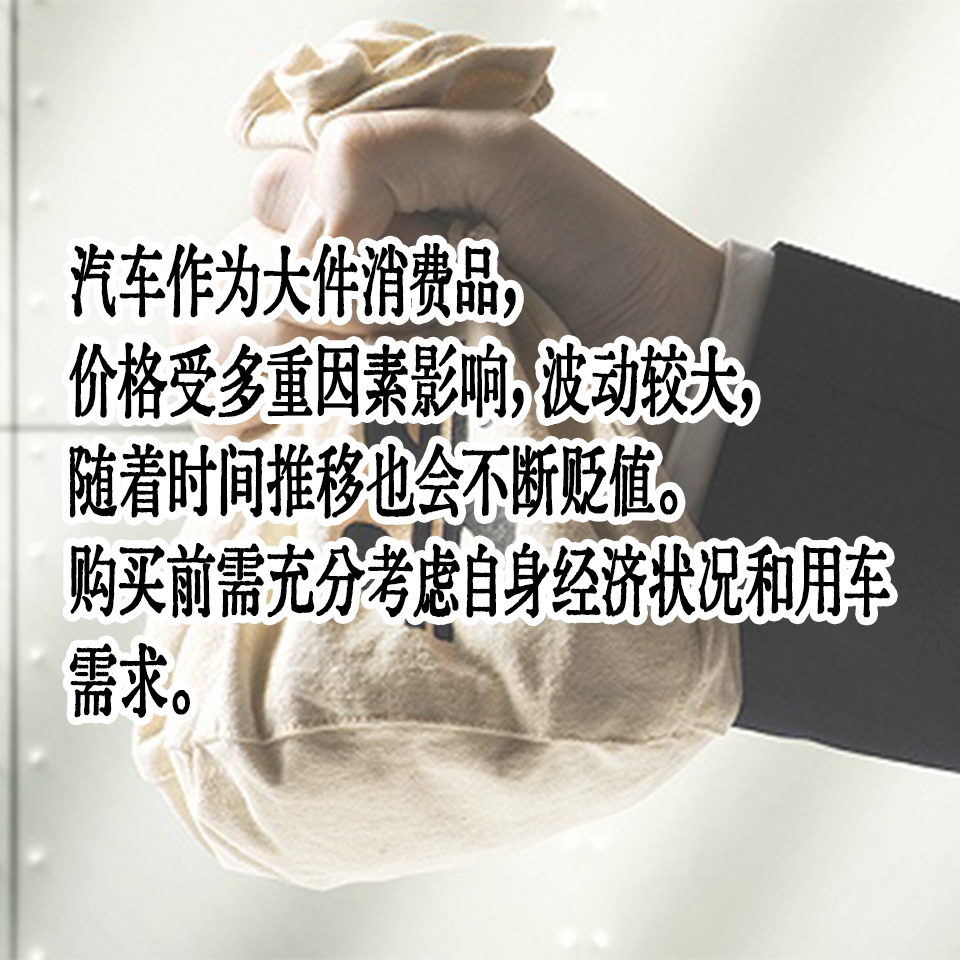 汽车作为大件消费品，
价格受多重因素影响，波动较大，
随着时间推移也会不断贬值。
购买前需充分考虑自身经济状况和用车
需求。